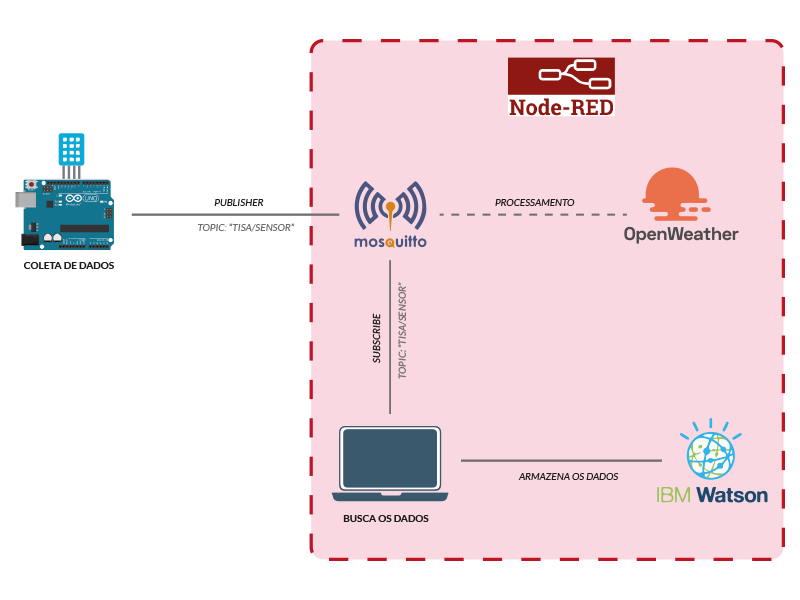 Node-RED
UNO
PUBLISHER
TOPIC: "TISA/SENSOR"
COLETA DE DADOS
mosquitto
PROCESSAMENTO
OpenWeather
SUBSCRIBE
TOPIC: "TISA/SENSOR"
BUSCA OS DADOS
ARMAZENA OS DADOS
IBM Watson